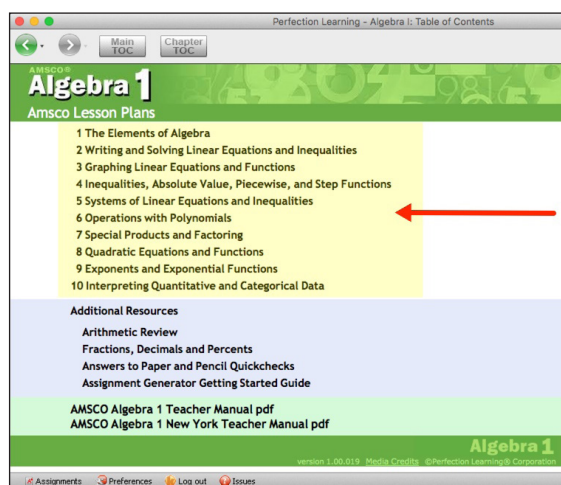 Perfection Learning - Algebra I: Table of Contents
Main TOC
Chapter TOC
AMSCO®
Algebra 1
Amsco Lesson Plans
1 The Elements of Algebra
2 Writing and Solving Linear Equations and Inequalities
3 Graphing Linear Equations and Functions
4 Inequalities, Absolute Value, Piecewise, and Step Functions
5 Systems of Linear Equations and Inequalities
6 Operations with Polynomials
7 Special Products and Factoring
8 Quadratic Equations and Functions
9 Exponents and Exponential Functions
10 Interpreting Quantitative and Categorical Data
Additional Resources
Arithmetic Review
Fractions, Decimals and Percents
Answers to Paper and Pencil Quickchecks
Assignment Generator Getting Started Guide
AMSCO Algebra 1 Teacher Manual pdf
AMSCO Algebra 1 New York Teacher Manual pdf
Algebra 1
version 1.00.019 Media Credits ©Perfection Learning® Corporation
Assignments Preferences Log out Issues